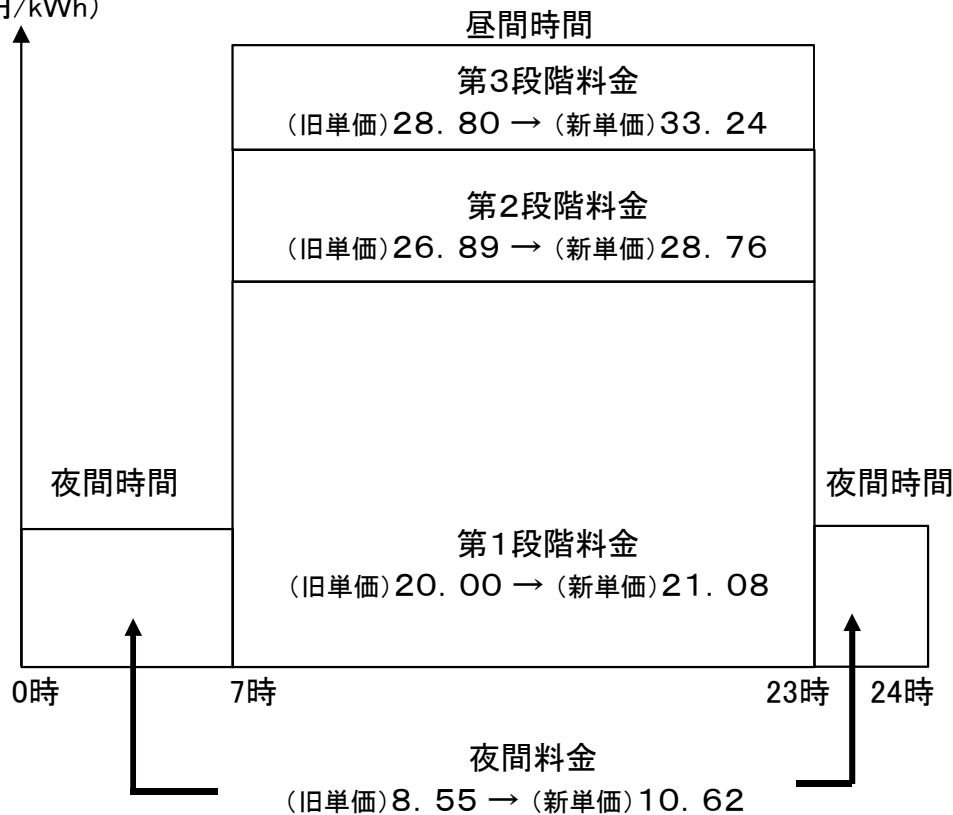 円/kWh)
昼間時間
第3段階料金
(旧単価)28.80 → (新単価)33.24
第2段階料金
(旧単価)26.89 → (新単価)28.76
夜間時間
夜間時間
第1段階料金
(旧単価)20.00 → (新単価)21.08
0時
7時
23時
24時
夜間料金
(旧単価)8.55 → (新単価)10.62